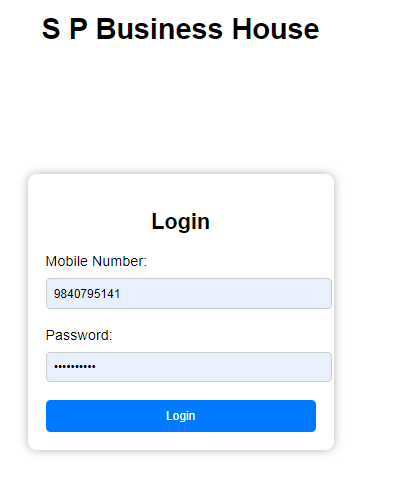 S P Business House
Login
Mobile Number:
9840795141
Password:
••••••••••
Login